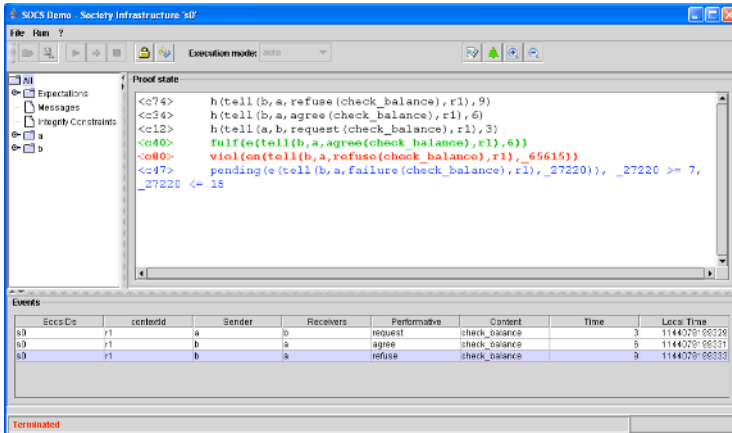 SOCS Demo - Society Infrastructure 's0'
File Run ?
Execution mode: auto
All
Expectations
Messages
Integrity Constraints
a
b
Proof state
<c74> h(tell(b,a,refuse(check_balance),r1),9)
<c34> h(tell(b,a,agree(check_balance),r1),6)
<c12> h(tell(a,b,request(check_balance),r1),3)
<c40> fulf(e(tell(b,a,agree(check_balance),r1),6))
<c80> viol(en(tell(b,a,refuse(check_balance),r1),_65615))
<c47> pending(e(tell(b,a,failure(check_balance),r1),_27220)), _27220 >= 7,
_27220 <= 15
Events
Socs IDs contextId Sender Receivers Performative Content Time Local Time
s0 r1 a b request check_balance 3
s0 r1 b a agree check_balance 6
s0 r1 b a refuse check_balance 9
Terminated